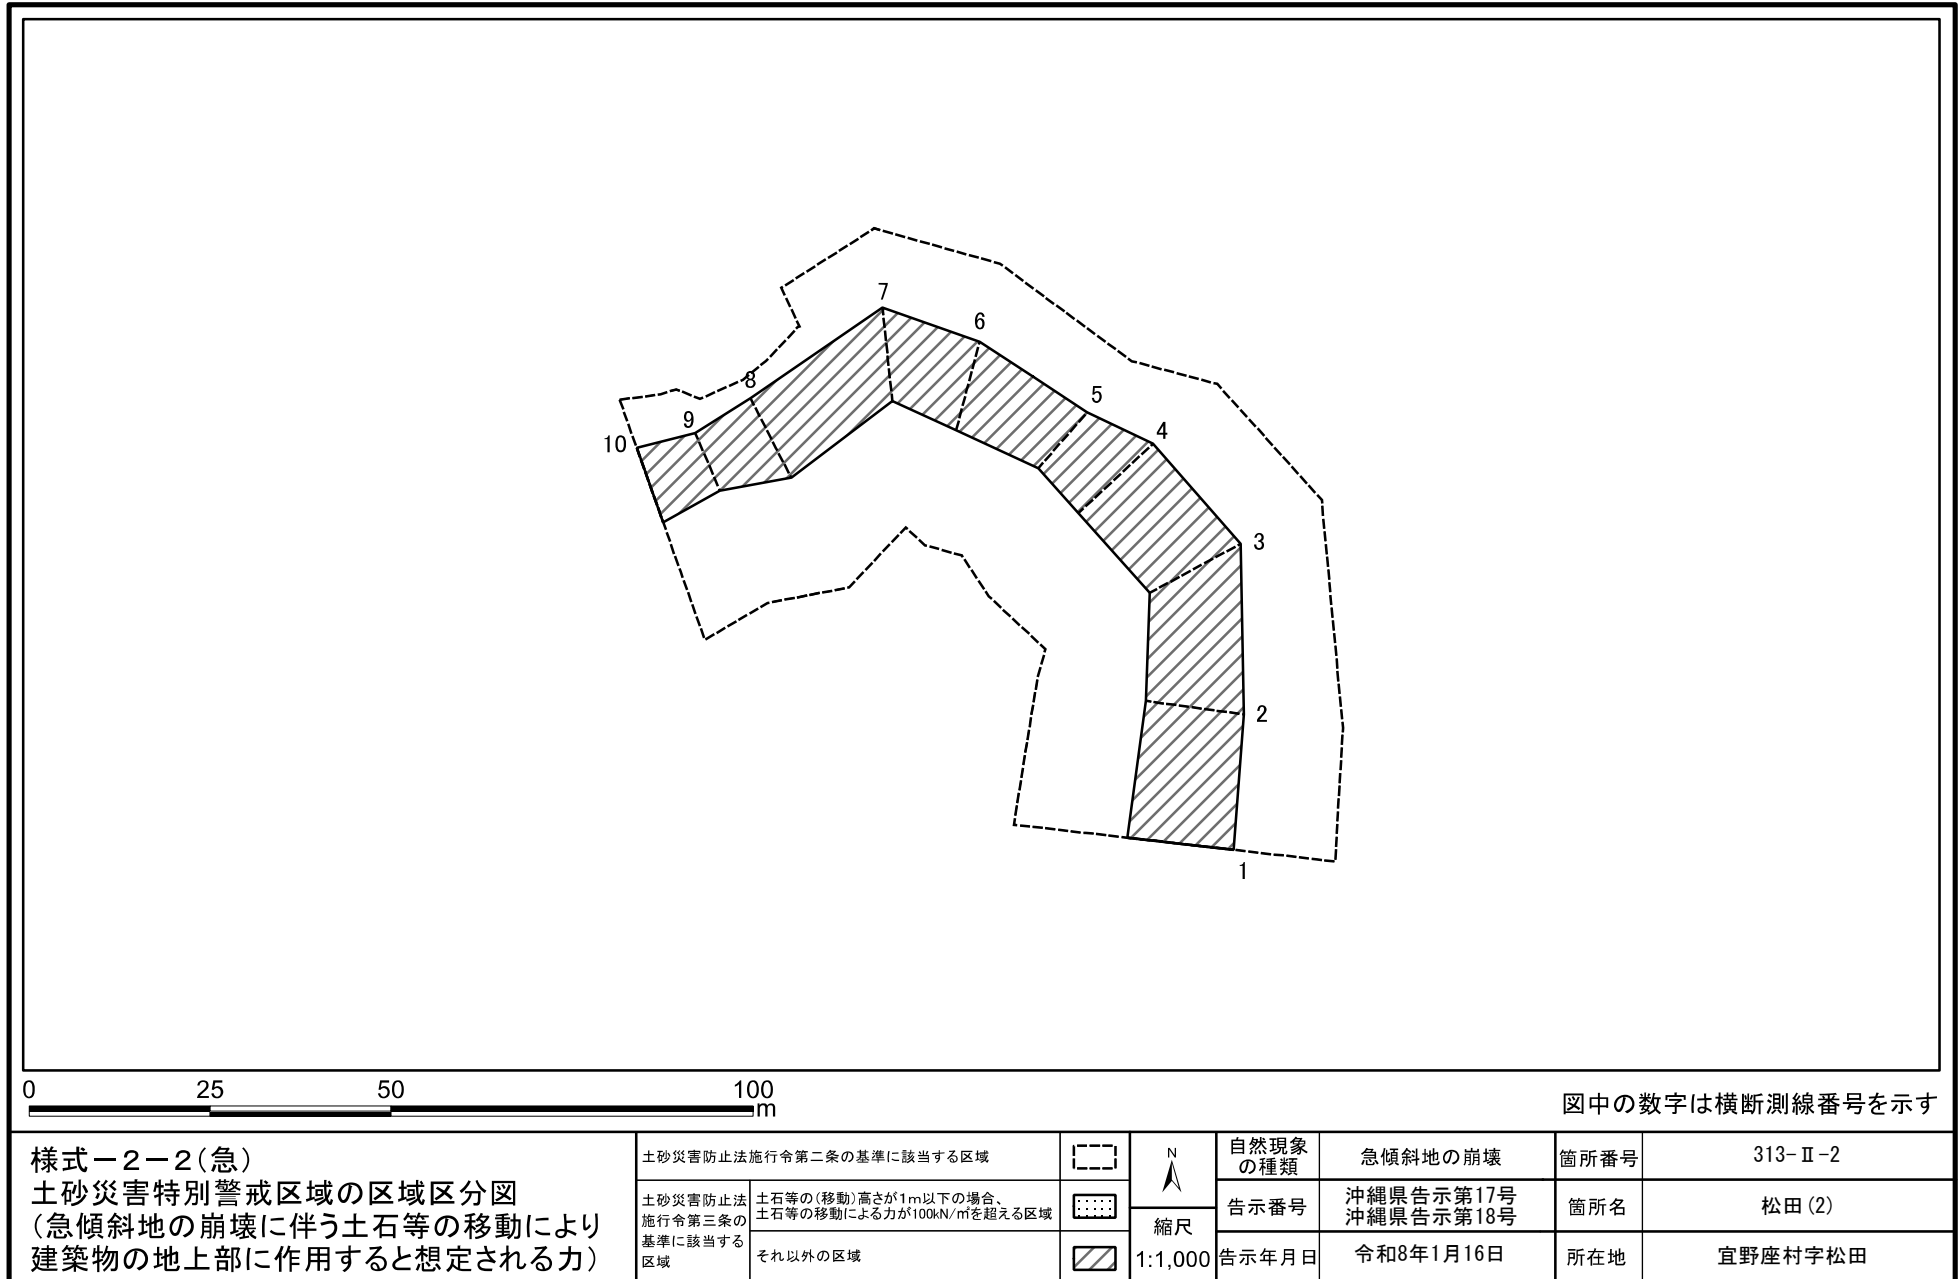 7
6
8
5
9
4
10
3
2
1
0 25 50 100
m
図中の数字は横断測線番号を示す
様式－２－２（急）
土砂災害特別警戒区域の区域区分図
（急傾斜地の崩壊に伴う土石等の移動により
建築物の地上部に作用すると想定される力）
土砂災害防止法施行令第二条の基準に該当する区域
土砂災害防止法
施行令第三条の
基準に該当する
区域
土石等の（移動）高さが1ｍ以下の場合、
土石等の移動による力が100kN/㎡を超える区域
それ以外の区域
N
縮尺
1:1,000
自然現象
の種類
急傾斜地の崩壊
箇所番号
313-Ⅱ-2
告示番号
沖縄県告示第17号
沖縄県告示第18号
箇所名
松田(2)
告示年月日
令和8年1月16日
所在地
宜野座村字松田